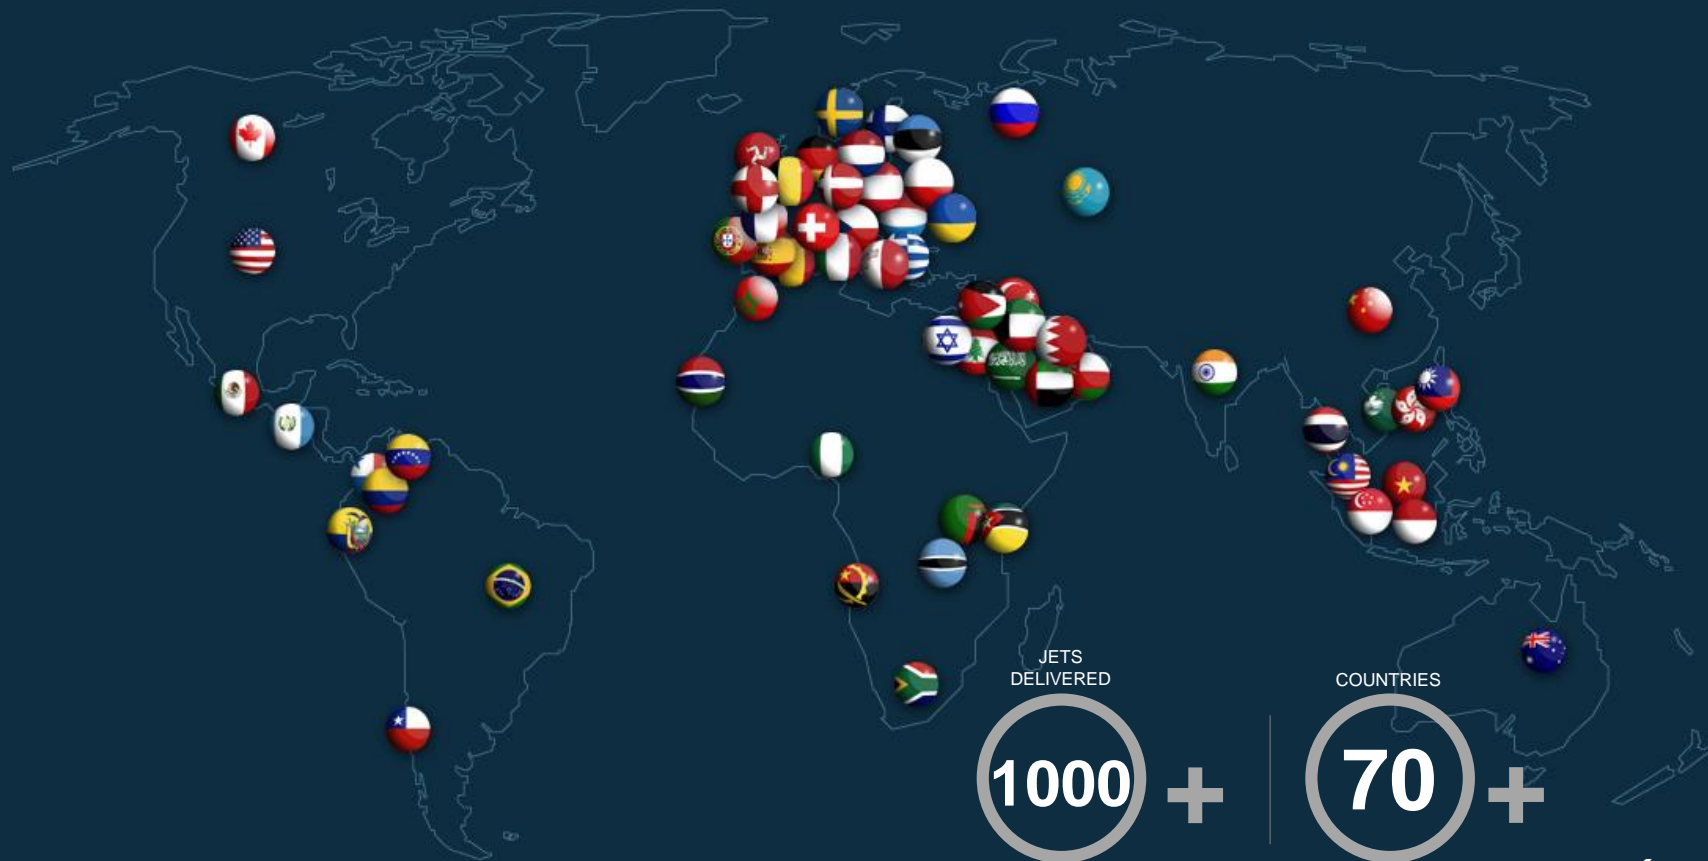 JETS
DELIVERED
1000 +
COUNTRIES
70 +